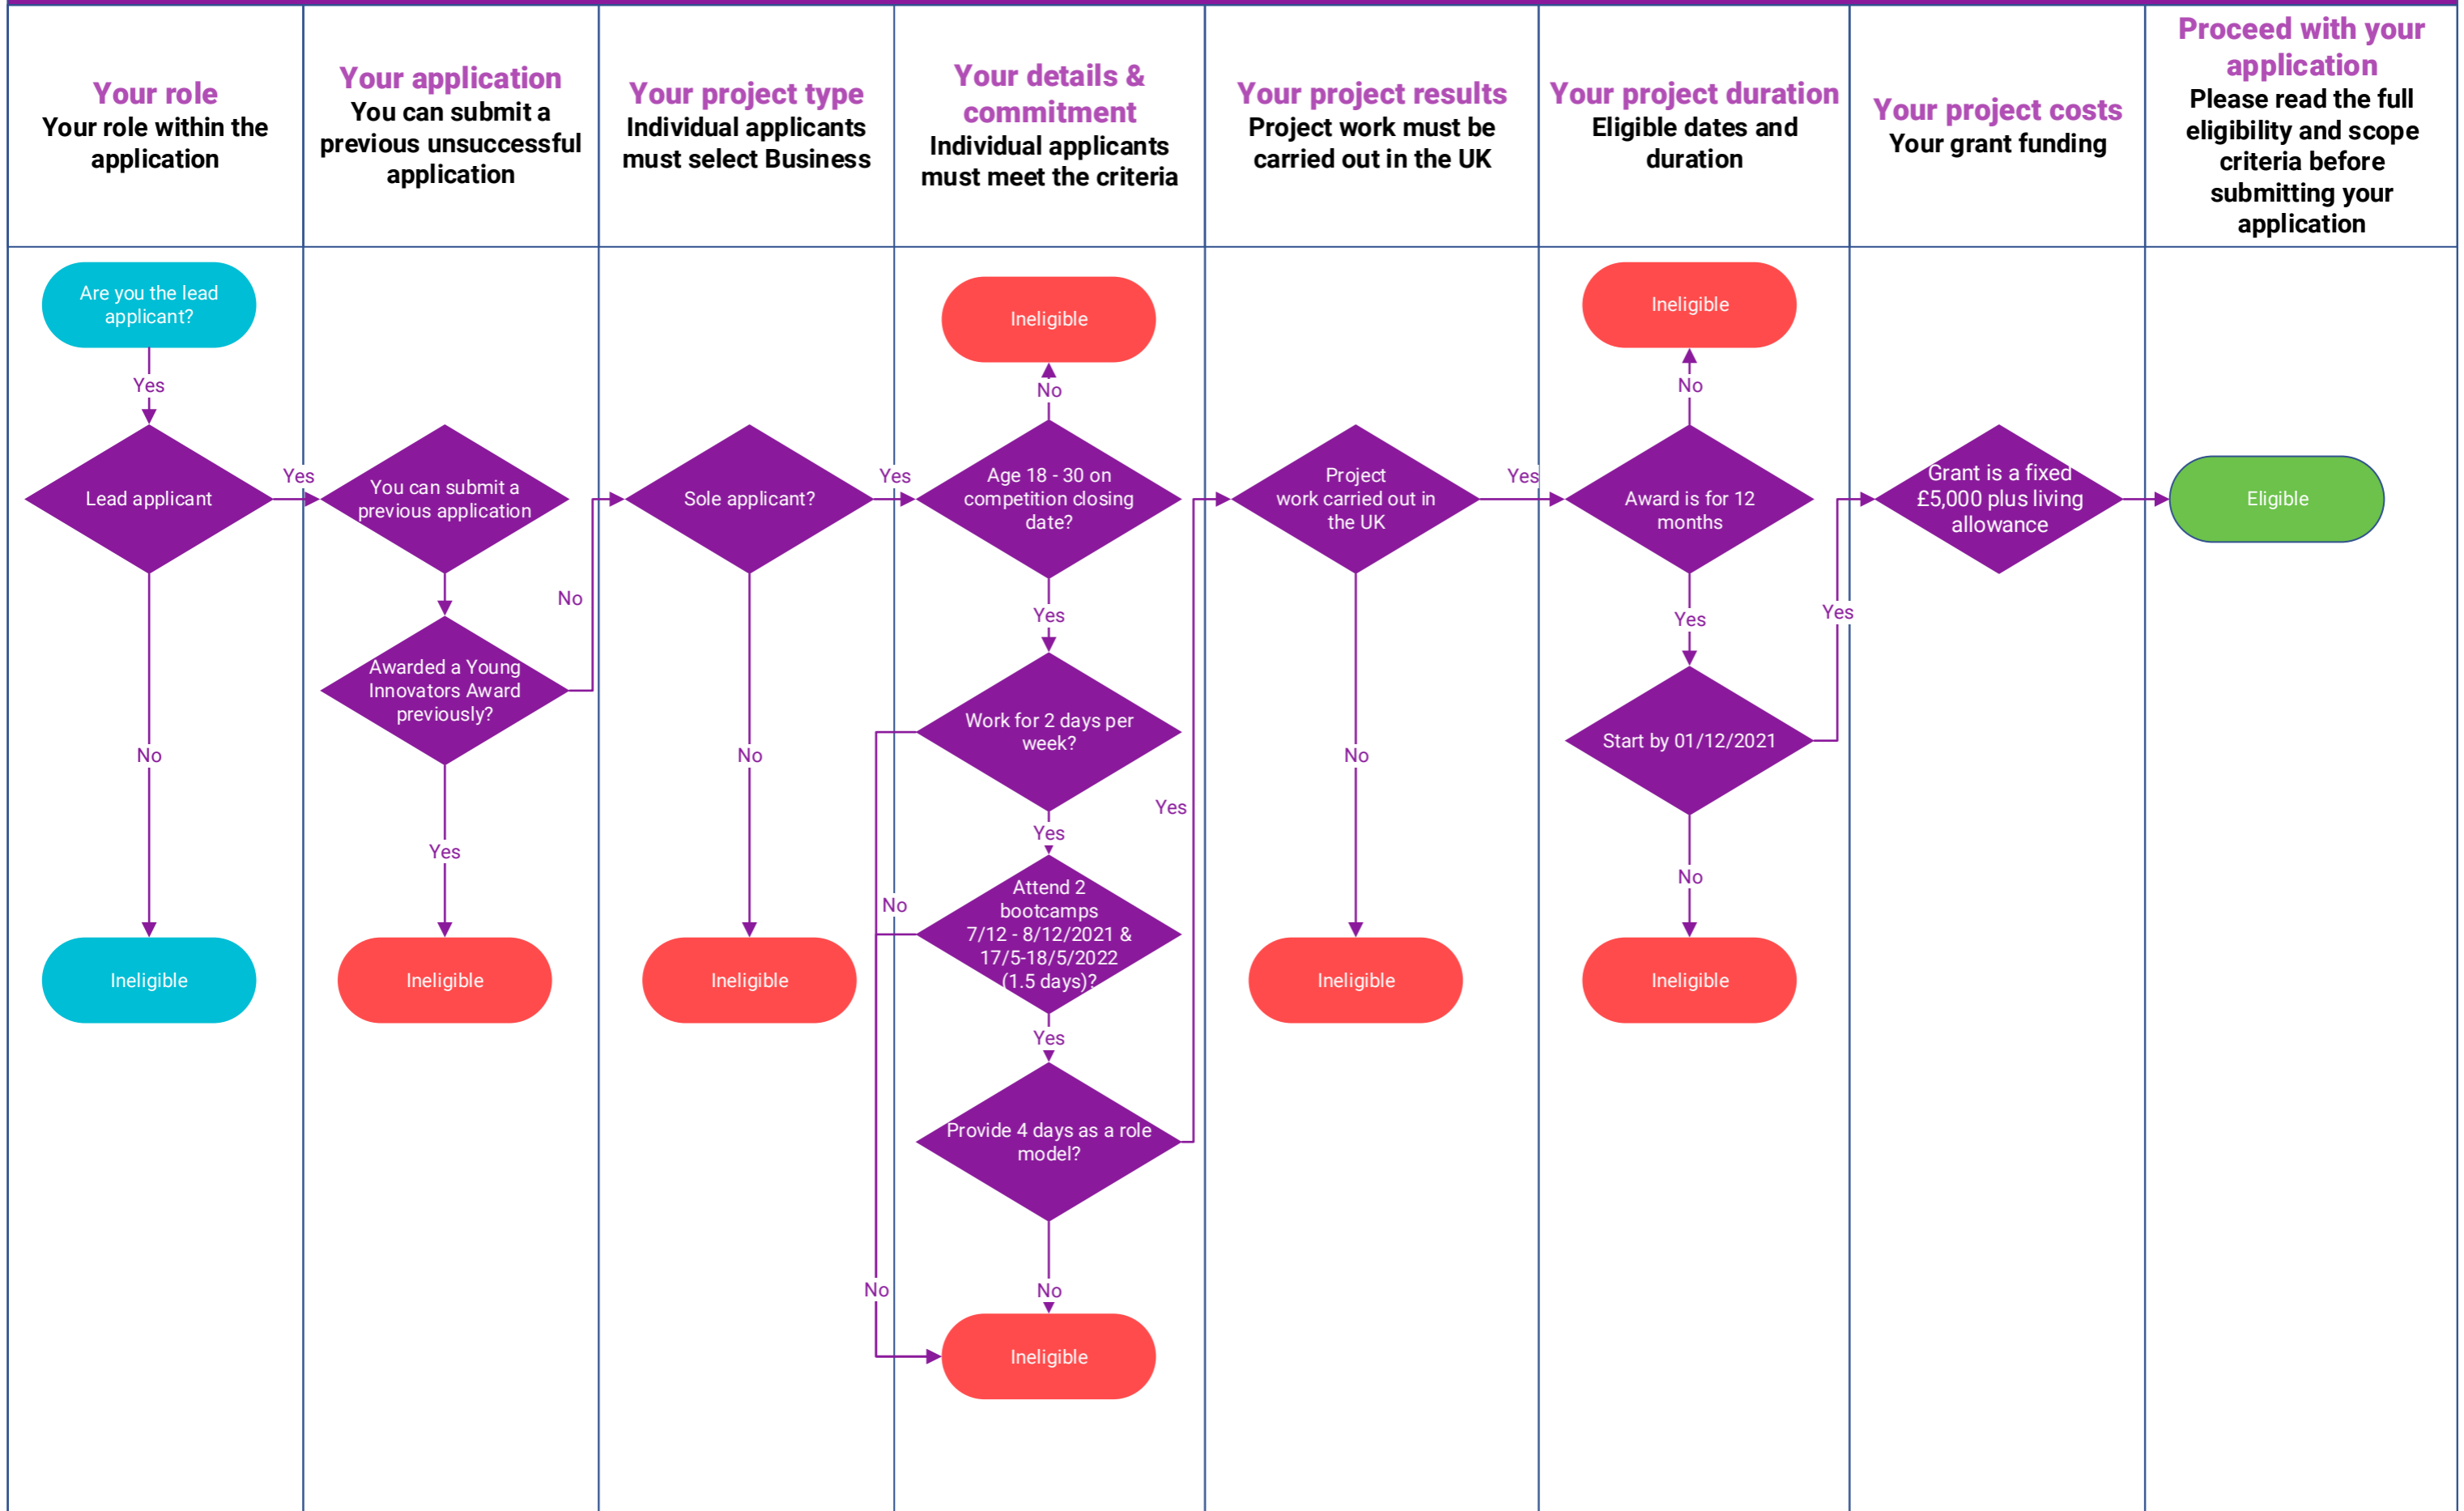 Your role
Your role within the
application
Your application
You can submit a
previous unsuccessful
application
Your project type
Individual applicants
must select Business
Your details &
commitment
Individual applicants
must meet the criteria
Your project results
Project work must be
carried out in the UK
Your project duration
Eligible dates and
duration
Your project costs
Your grant funding
Proceed with your
application
Please read the full
eligibility and scope
criteria before
submitting your
application
Are you the lead
applicant?
Yes
Lead applicant
Yes
No
Ineligible
You can submit a
previous application
Awarded a Young
Innovators Award
previously?
No
Yes
Ineligible
Sole applicant?
Yes
No
Ineligible
Ineligible
No
Age 18 - 30 on
competition closing
date?
Yes
Work for 2 days per
week?
Yes
No
Attend 2
bootcamps
7/12 - 8/12/2021 &
17/5-18/5/2022
(1.5 days)?
Yes
Provide 4 days as a role
model?
Yes
No
No
Ineligible
Project
work carried out in
the UK
Yes
No
Ineligible
Ineligible
No
Award is for 12
months
Yes
Start by 01/12/2021
Yes
No
Ineligible
Grant is a fixed
£5,000 plus living
allowance
Eligible